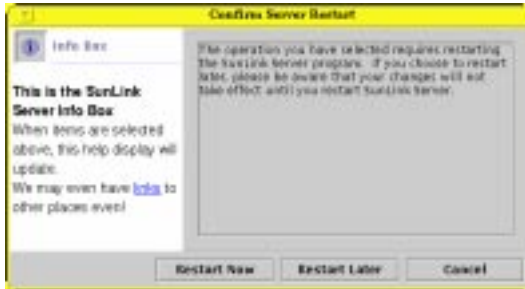 Confirm Server Restart
Info Box
This is the SunLink
Server Info Box
When items are selected
above, this help display will
update.
We may even have links to
other places even!
The operation you have selected requires restarting
the SunLink Server program. If you choose to restart
later, please be aware that your changes will not
take effect until you restart SunLink Server.
Restart Now
Restart Later
Cancel